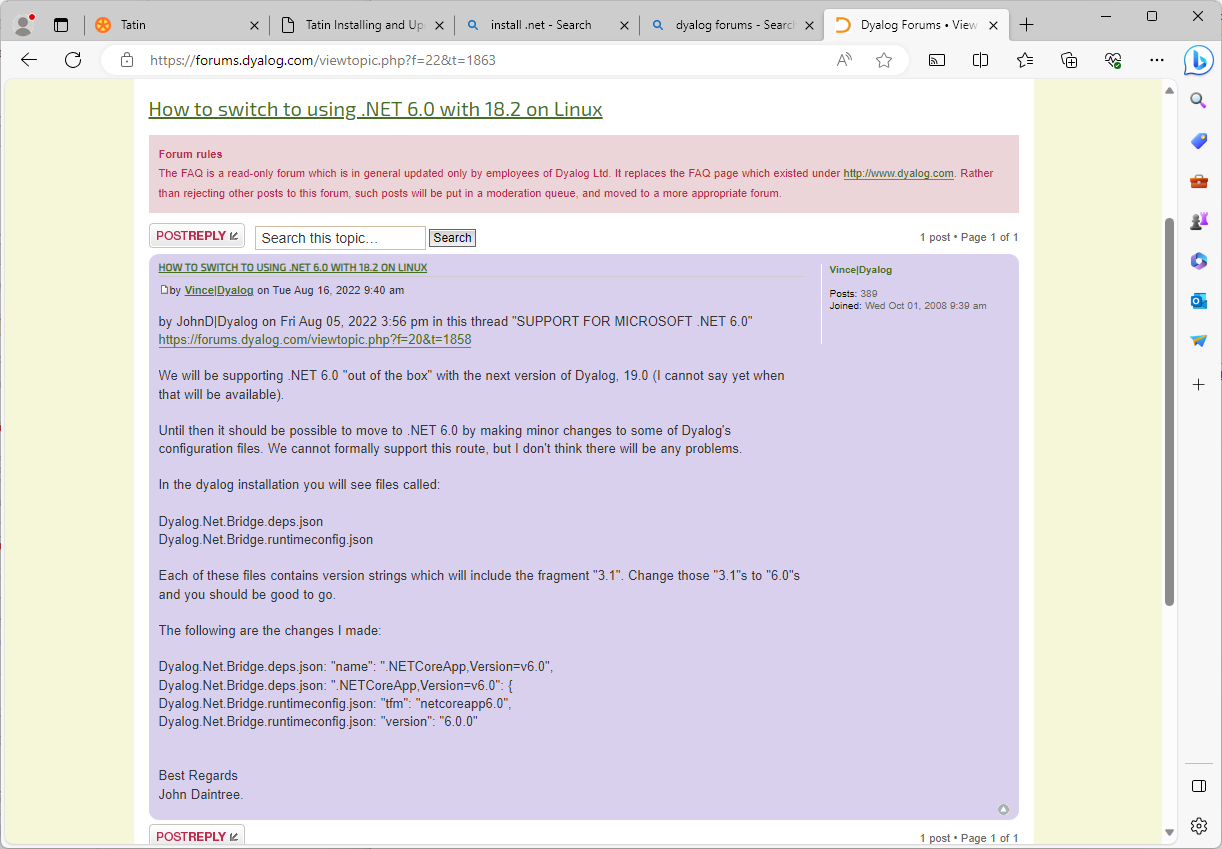 Tatin
Tatin Installing and Up
install .net - Search
dyalog forums - Search
Dyalog Forums • View
https://forums.dyalog.com/viewtopic.php?f=22&t=1863
How to switch to using .NET 6.0 with 18.2 on Linux
Forum rules
The FAQ is a read-only forum which is in general updated only by employees of Dyalog Ltd. It replaces the FAQ page which existed under http://www.dyalog.com. Rather
than rejecting other posts to this forum, such posts will be put in a moderation queue, and moved to a more appropriate forum.
POSTREPLY
Search this topic…
Search
1 post • Page 1 of 1
HOW TO SWITCH TO USING .NET 6.0 WITH 18.2 ON LINUX
by Vince|Dyalog on Tue Aug 16, 2022 9:40 am
Vince|Dyalog
Posts: 389
Joined: Wed Oct 01, 2008 9:39 am
by JohnD|Dyalog on Fri Aug 05, 2022 3:56 pm in this thread "SUPPORT FOR MICROSOFT .NET 6.0"
https://forums.dyalog.com/viewtopic.php?f=20&t=1858
We will be supporting .NET 6.0 "out of the box" with the next version of Dyalog, 19.0 (I cannot say yet when
that will be available).
Until then it should be possible to move to .NET 6.0 by making minor changes to some of Dyalog's
configuration files. We cannot formally support this route, but I don't think there will be any problems.
In the dyalog installation you will see files called:
Dyalog.Net.Bridge.deps.json
Dyalog.Net.Bridge.runtimeconfig.json
Each of these files contains version strings which will include the fragment "3.1". Change those "3.1"s to "6.0"s
and you should be good to go.
The following are the changes I made:
Dyalog.Net.Bridge.deps.json: "name": ".NETCoreApp,Version=v6.0",
Dyalog.Net.Bridge.deps.json: ".NETCoreApp,Version=v6.0": {
Dyalog.Net.Bridge.runtimeconfig.json: "tfm": "netcoreapp6.0",
Dyalog.Net.Bridge.runtimeconfig.json: "version": "6.0.0"
Best Regards
John Daintree.
POSTREPLY
1 post • Page 1 of 1